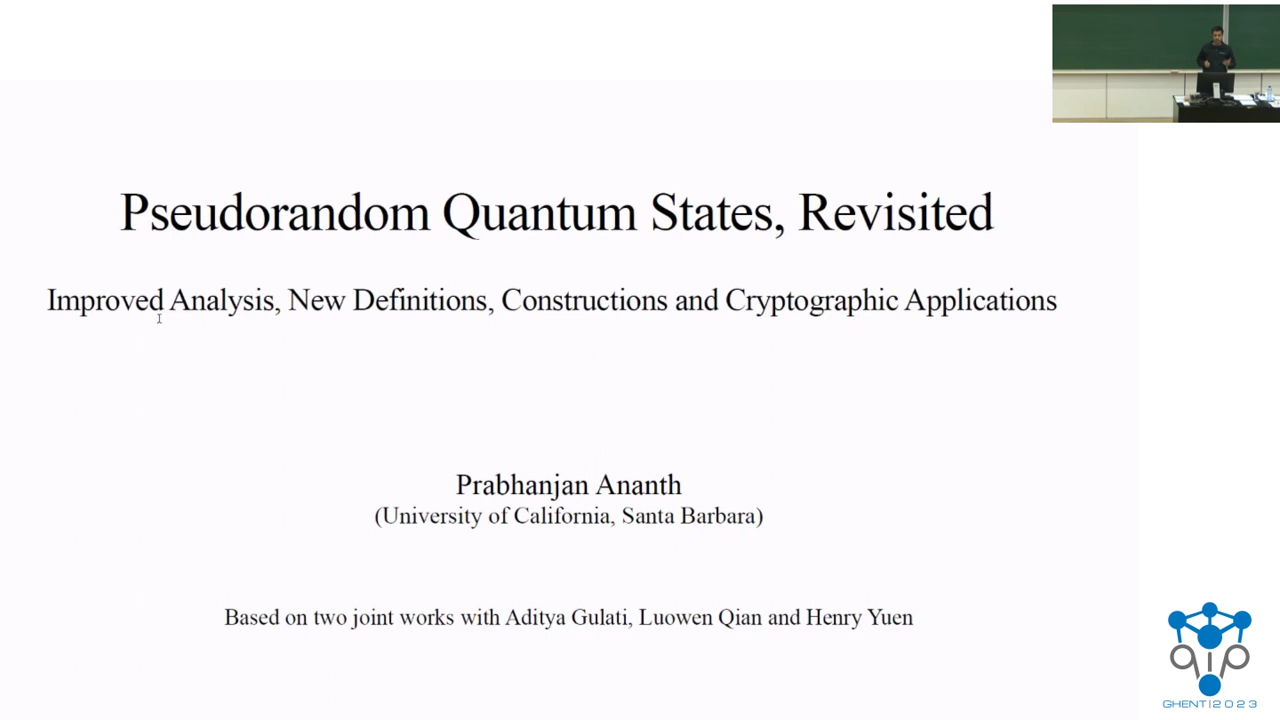 Pseudorandom Quantum States, Revisited
Improved Analysis, New Definitions, Constructions and Cryptographic Applications
Prabhanjan Ananth
(University of California, Santa Barbara)
Based on two joint works with Aditya Gulati, Luowen Qian and Henry Yuen
qip
GHENT|2023